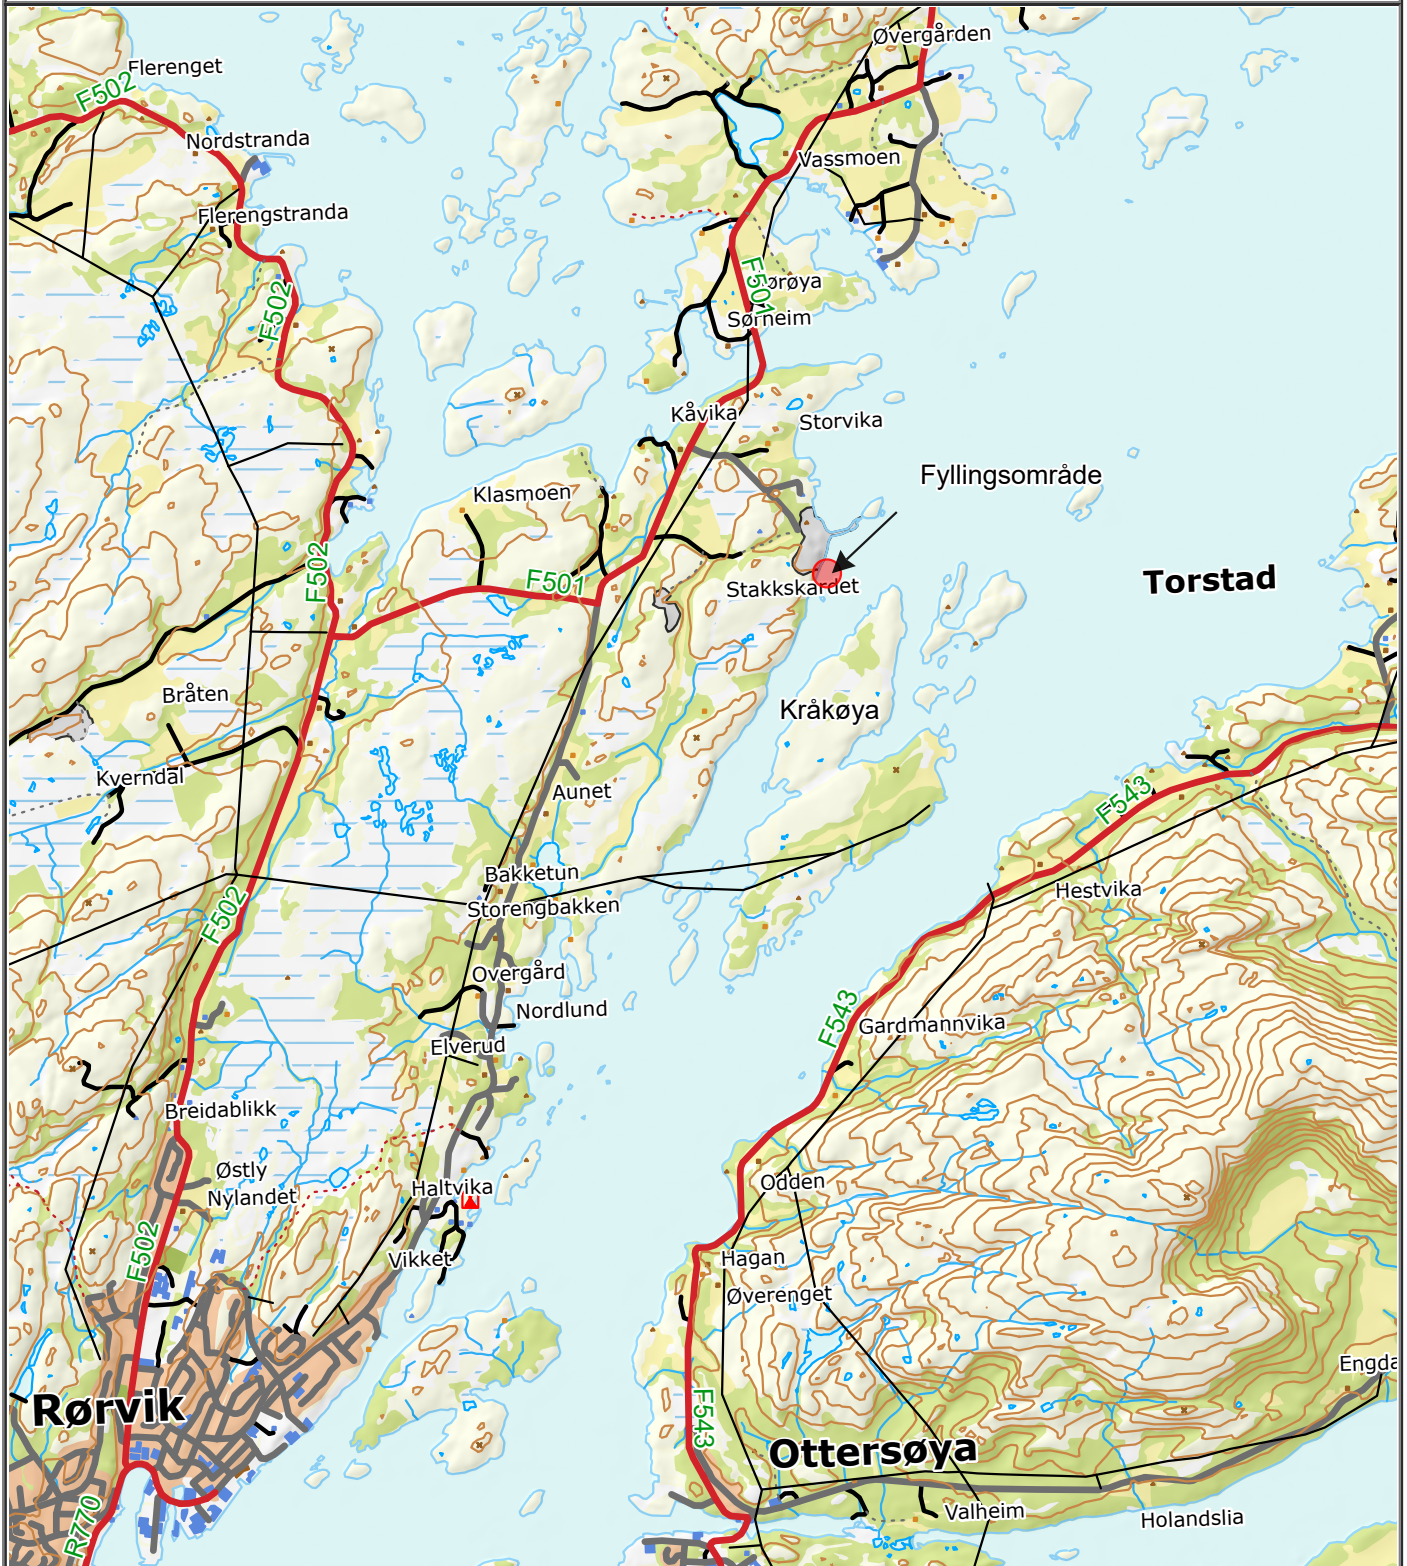 Øvergården
Flerenget
F502
Nordstranda
Vassmoen
Flerengstranda
F501
Sørneim
F502
Kåvika
Storvika
Fyllingsområde
Klasmoen
F502
F501
Stakkskardet
Torstad
Bråten
Kråkøya
Kverndal
Aunet
F543
Bakketun
Hestvika
Storengbakken
F502
Overgård
Nordlund
F543
Gardmannvika
Elverud
Breidablikk
Østly
Odden
Haltvika
Nylandet
F502
Vikket
Hagan
Øverenget
Engda
Rørvik
F543
Ottersøya
Valheim
Holandslia
R770